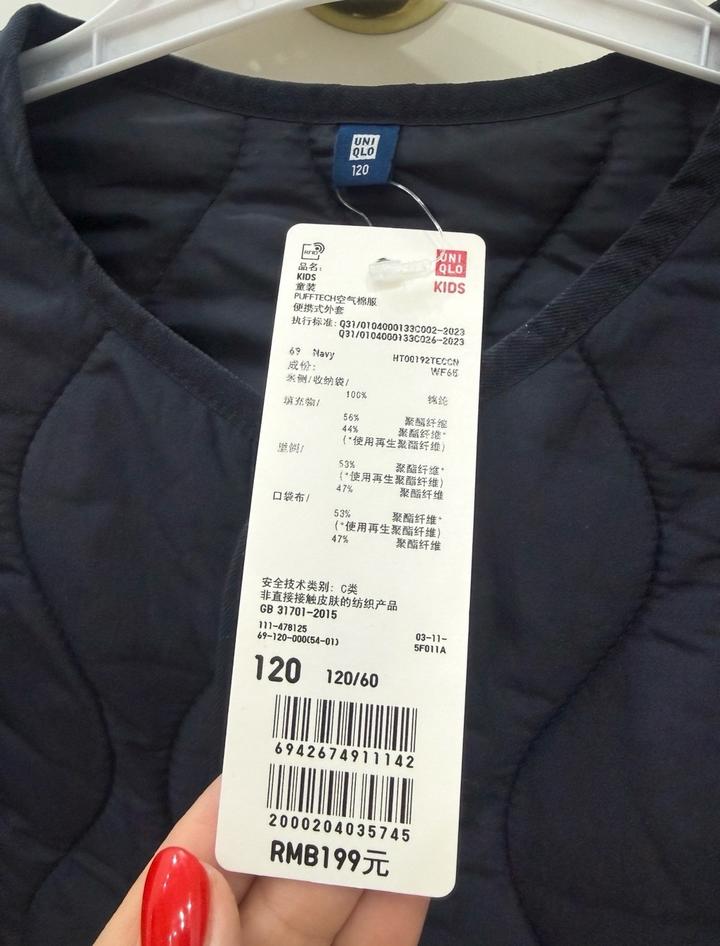 UNI
QLO
120
RFID
UNI
QLO
KIDS
品名:
KIDS
童装
PUFFTECH空气棉服
便携式外套
执行标准: Q31/0104000133C002-2023
Q31/0104000133C026-2023
69 Navy HT00192TECCN
成份: WF65
表侧/收纳袋/
100% 锦纶
填充物/
56% 聚酯纤维
44% 聚酯纤维*
(*使用再生聚酯纤维)
里侧/
53% 聚酯纤维*
(*使用再生聚酯纤维)
47% 聚酯纤维
口袋布/
53% 聚酯纤维*
(*使用再生聚酯纤维)
47% 聚酯纤维
安全技术类别: C类
非直接接触皮肤的纺织产品
GB 31701-2015
111-478125 03-11-
69-120-000(54-01) 5F011A
120 120/60
6942674911142
2000204035745
RMB199元